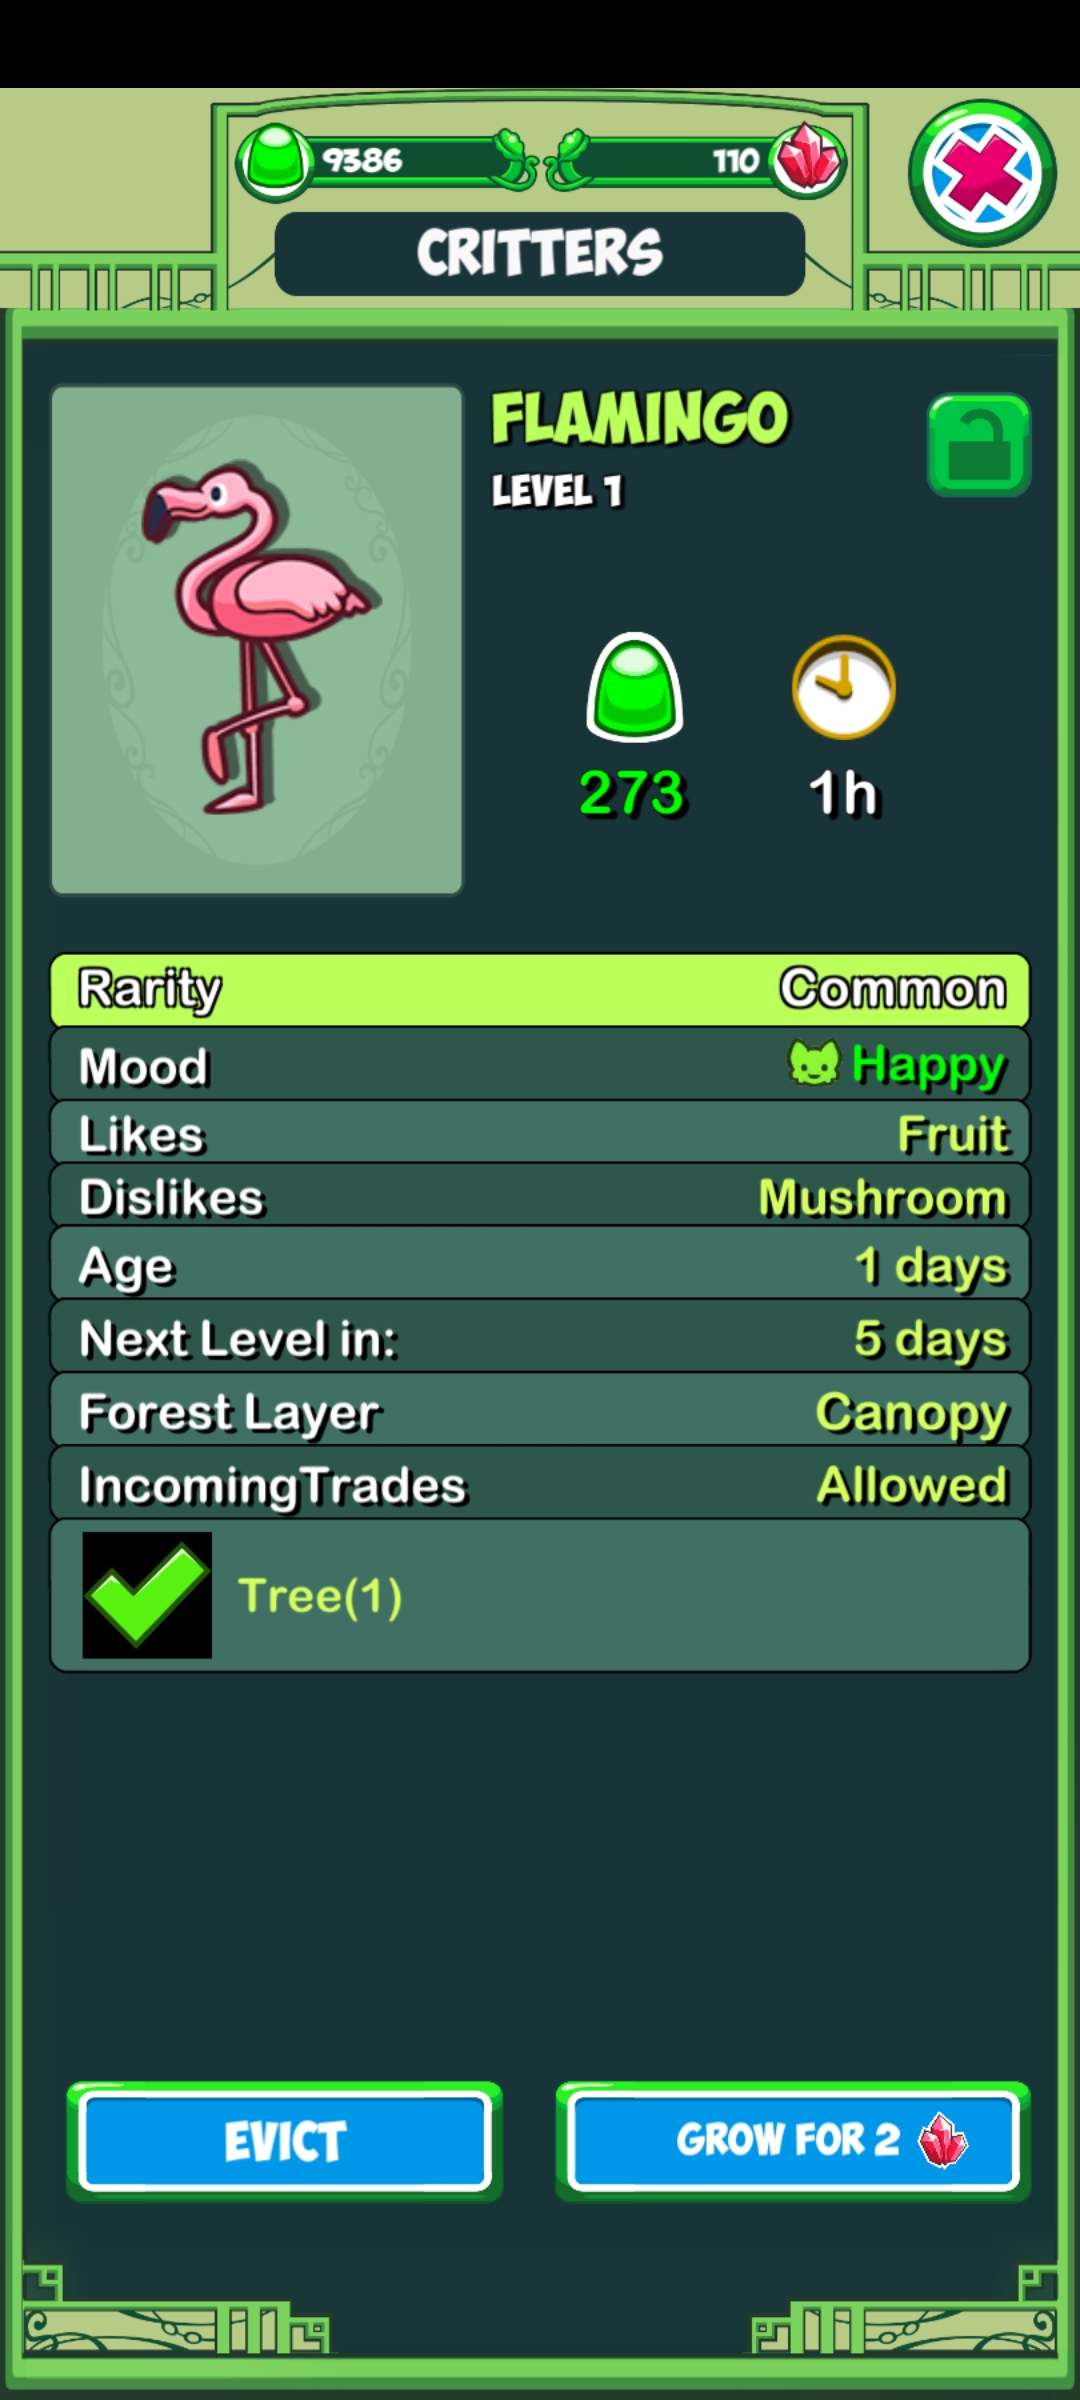 9386
110
CRITTERS
FLAMINGO
LEVEL 1
273
1h
Rarity Common
Mood Happy
Likes Fruit
Dislikes Mushroom
Age 1 days
Next Level in: 5 days
Forest Layer Canopy
IncomingTrades Allowed
Tree(1)
EVICT
GROW FOR 2